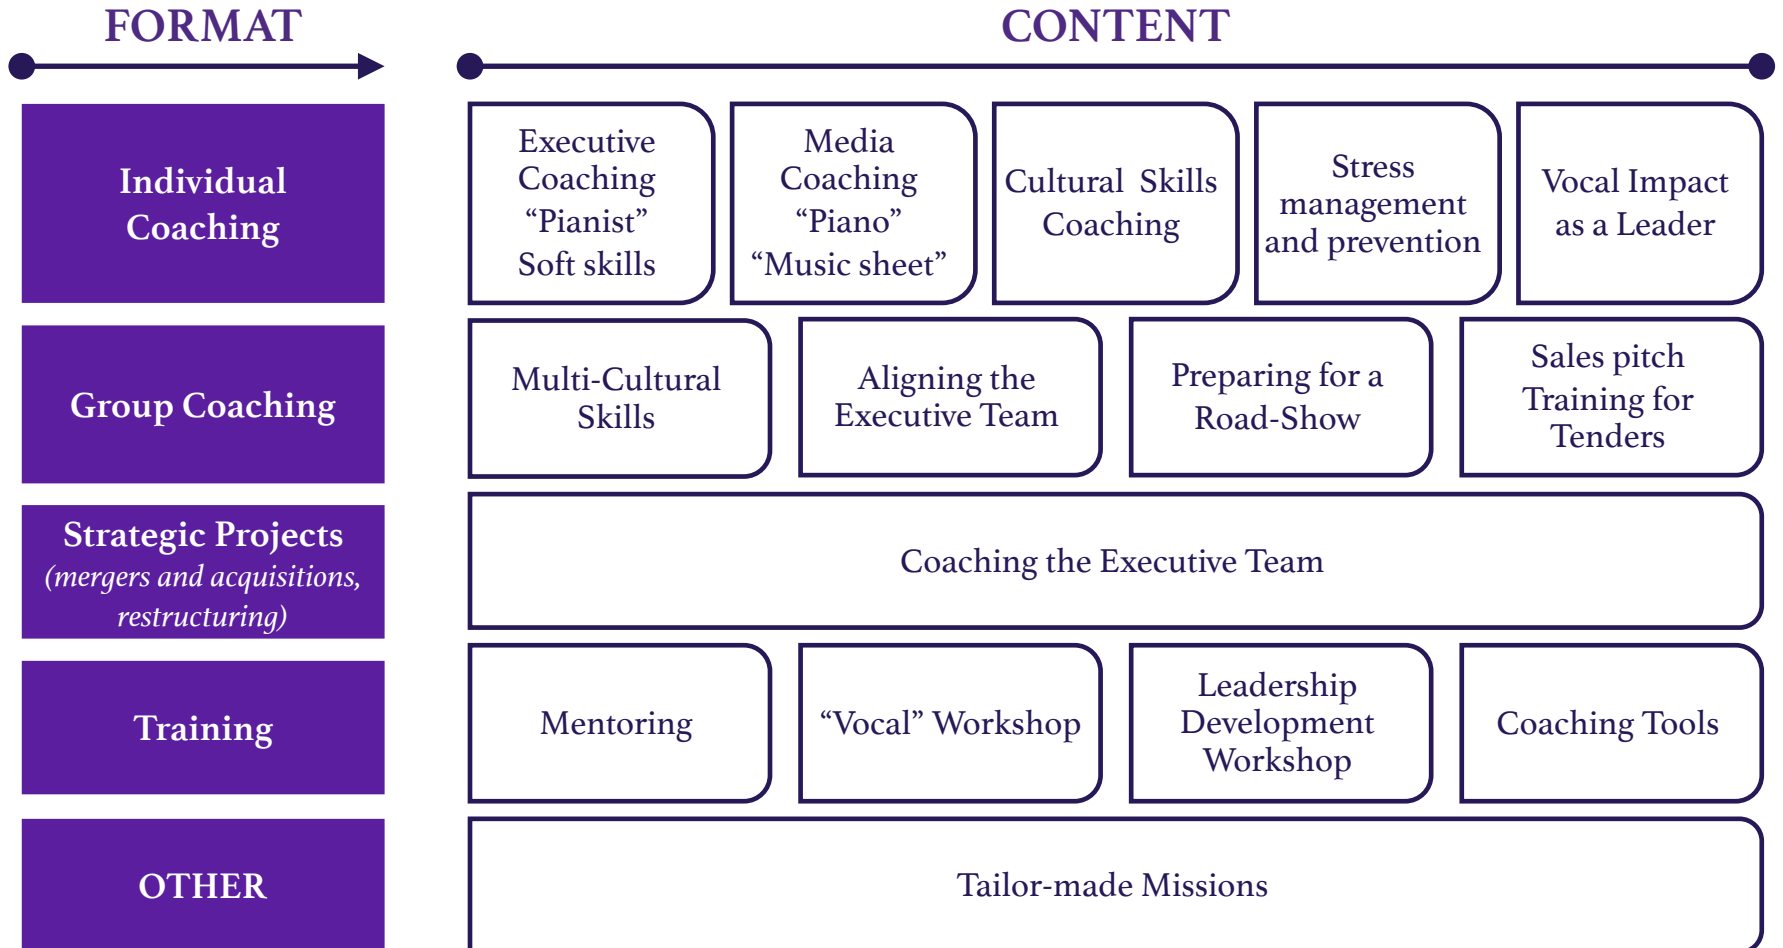 FORMAT
CONTENT
Individual
Coaching
Executive
Coaching
“Pianist”
Soft skills
Media
Coaching
“Piano”
“Music sheet”
Cultural Skills
Coaching
Stress
management
and prevention
Vocal Impact
as a Leader
Group Coaching
Multi-Cultural
Skills
Aligning the
Executive Team
Preparing for a
Road-Show
Sales pitch
Training for
Tenders
Strategic Projects
(mergers and acquisitions,
restructuring)
Coaching the Executive Team
Training
Mentoring
“Vocal” Workshop
Leadership
Development
Workshop
Coaching Tools
OTHER
Tailor-made Missions